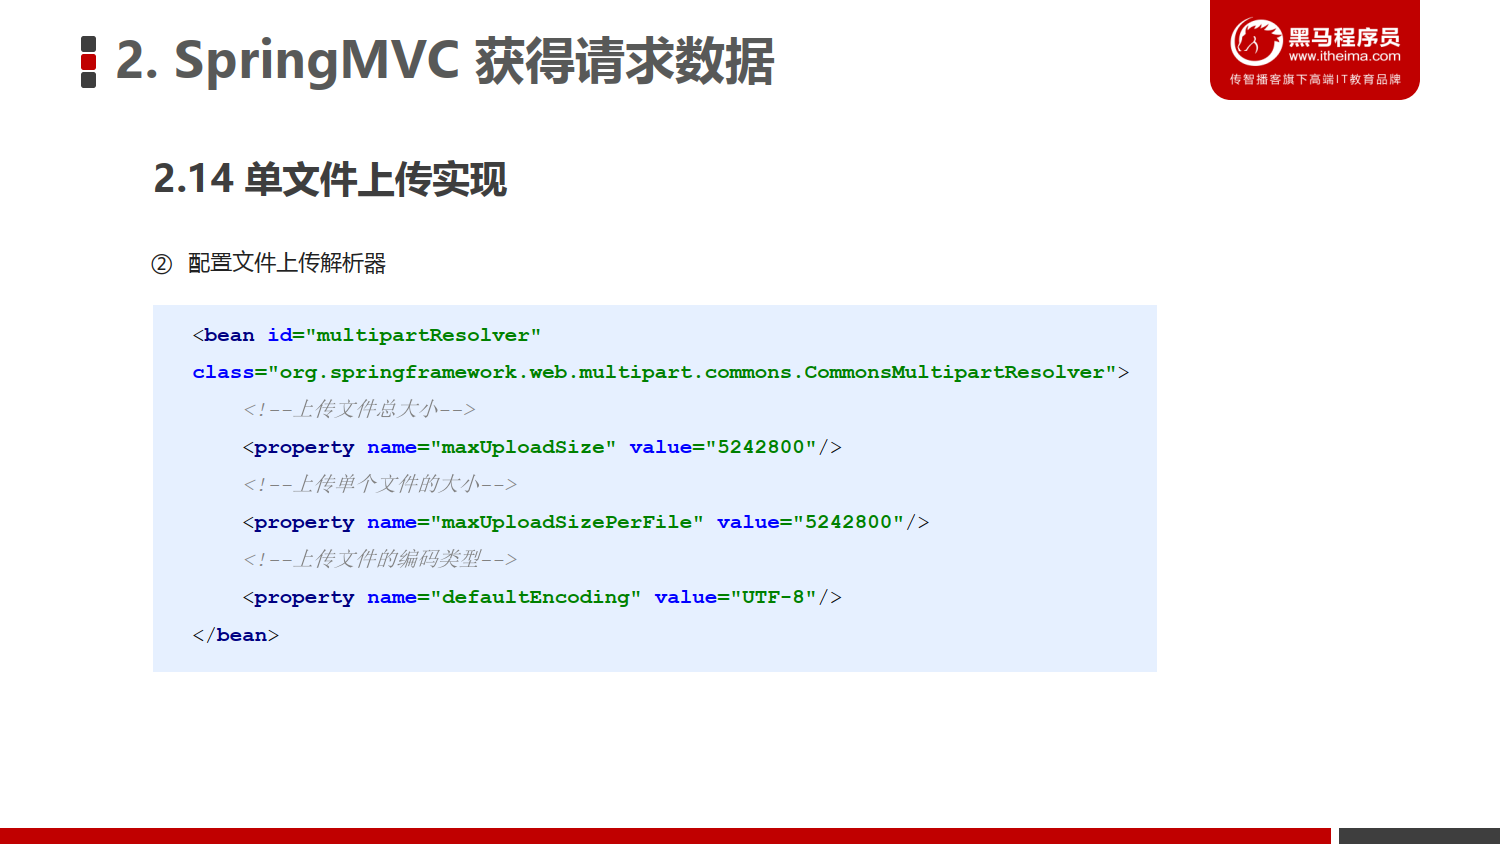 2. SpringMVC 获得请求数据
黑马程序员
www.itheima.com
传智播客旗下高端IT教育品牌
2.14 单文件上传实现
② 配置文件上传解析器
<bean id="multipartResolver"
class="org.springframework.web.multipart.commons.CommonsMultipartResolver">
<!--上传文件总大小-->
<property name="maxUploadSize" value="5242800"/>
<!--上传单个文件的大小-->
<property name="maxUploadSizePerFile" value="5242800"/>
<!--上传文件的编码类型-->
<property name="defaultEncoding" value="UTF-8"/>
</bean>